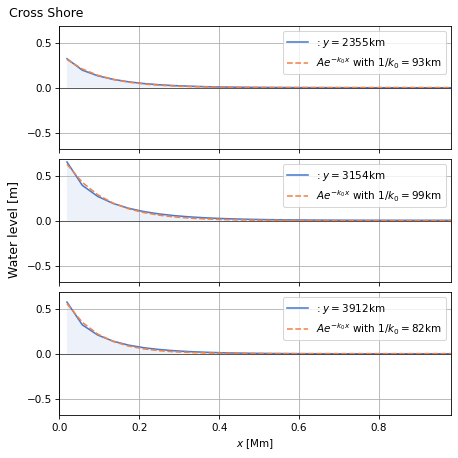 Cross Shore
0.5
0.0
−0.5
: y = 2355km
Ae^{−k₀x} with 1/k₀ = 93km
Water level [m]
0.5
0.0
−0.5
: y = 3154km
Ae^{−k₀x} with 1/k₀ = 99km
0.5
0.0
−0.5
: y = 3912km
Ae^{−k₀x} with 1/k₀ = 82km
0.0 0.2 0.4 0.6 0.8
x [Mm]